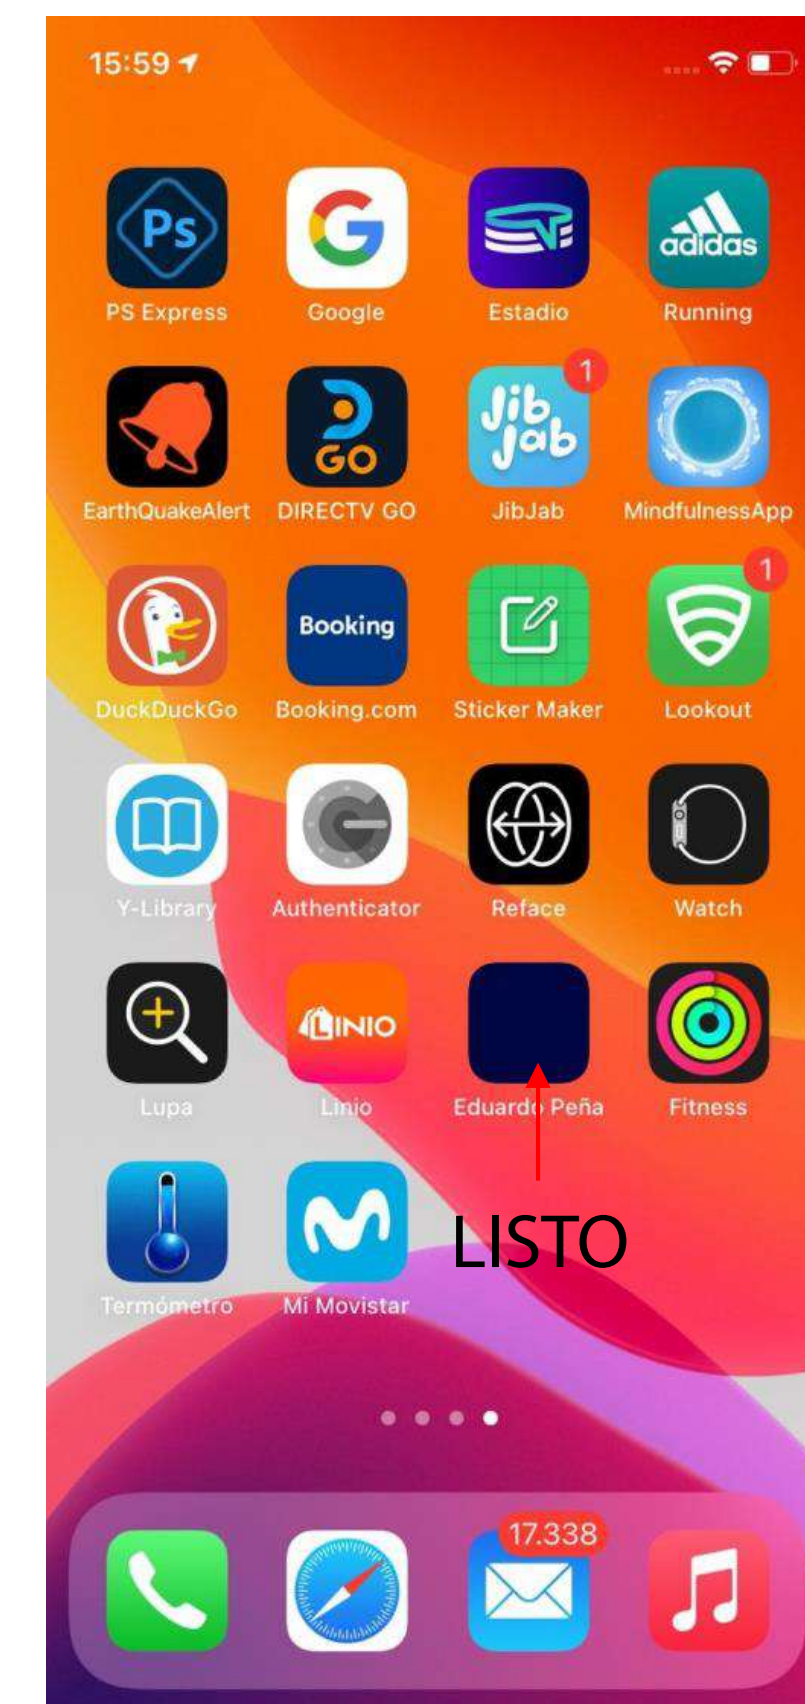 15:59
Ps
G
adidas
PS Express
Google
Estadio
Running
GO
1
Jib
Jab
EarthQuakeAlert
DIRECTV GO
JibJab
MindfulnessApp
Booking
1
DuckDuckGo
Booking.com
Sticker Maker
Lookout
Y-Library
Authenticator
Reface
Watch
LINIO
Lupa
Linio
Eduardo Peña
Fitness
LISTO
Termómetro
Mi Movistar
17.338